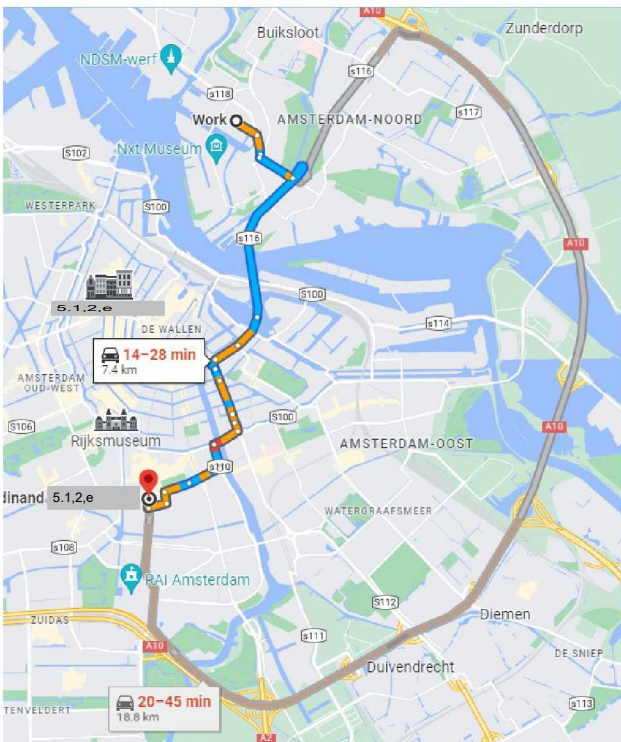 A10
Zunderdorp
Buiksloot
NDSM-werf
s116
s118
s117
Work
AMSTERDAM-NOORD
Nxt Museum
S102
WESTERPARK
S100
s116
A10
S100
5.1,2,e
s114
DE WALLEN
14–28 min
7.4 km
AMSTERDAM
OUD-WEST
S100
S106
Rijksmuseum
A10
AMSTERDAM-OOST
s110
dinand
5.1,2,e
WATERGRAAFSMEER
s108
RAI Amsterdam
S112
Diemen
ZUIDAS
s111
A10
DE SNIEP
Duivendrecht
20–45 min
18.8 km
s113
TENVELDERT
A2